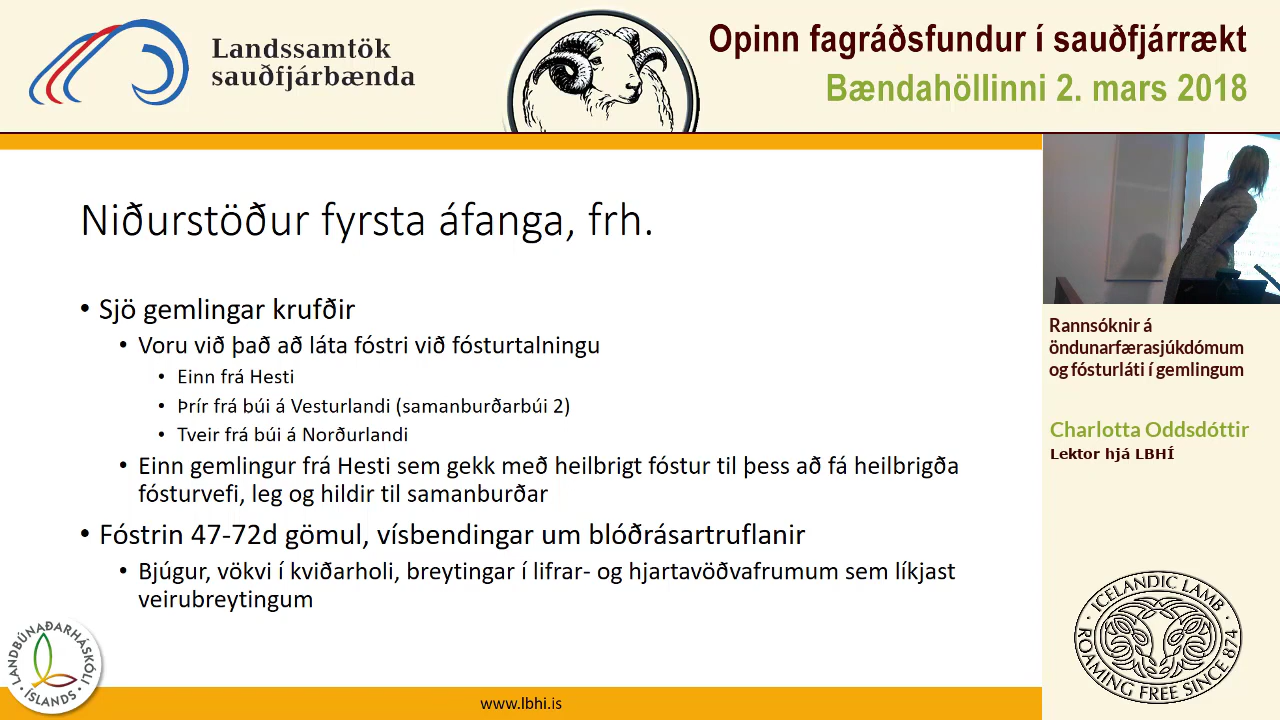 Landssamtök
sauðfjárbænda
Opinn fagráðsfundur í sauðfjárrækt
Bændahöllinni 2. mars 2018
Niðurstöður fyrsta áfanga, frh.
• Sjö gemlingar krufðir
• Voru við það að láta fóstri við fósturtalningu
• Einn frá Hesti
• Þrír frá búi á Vesturlandi (samanburðarbúi 2)
• Tveir frá búi á Norðurlandi
• Einn gemlingur frá Hesti sem gekk með heilbrigt fóstur til þess að fá heilbrigða
fósturvefi, leg og hildir til samanburðar
• Fóstrin 47-72d gömul, vísbendingar um blóðrásartruflanir
• Bjúgur, vökvi í kviðarholi, breytingar í lifrar- og hjartavöðvafrumum sem líkjast
veirubreytingum
Rannsóknir á
öndunarfærasjúkdómum
og fósturláti í gemlingum
Charlotta Oddsdóttir
Lektor hjá LBHÍ
· ICELANDIC LAMB ·
ROAMING FREE SINCE 874
LANDBÚNAÐARHÁSKÓLI
· ÍSLANDS ·
www.lbhi.is